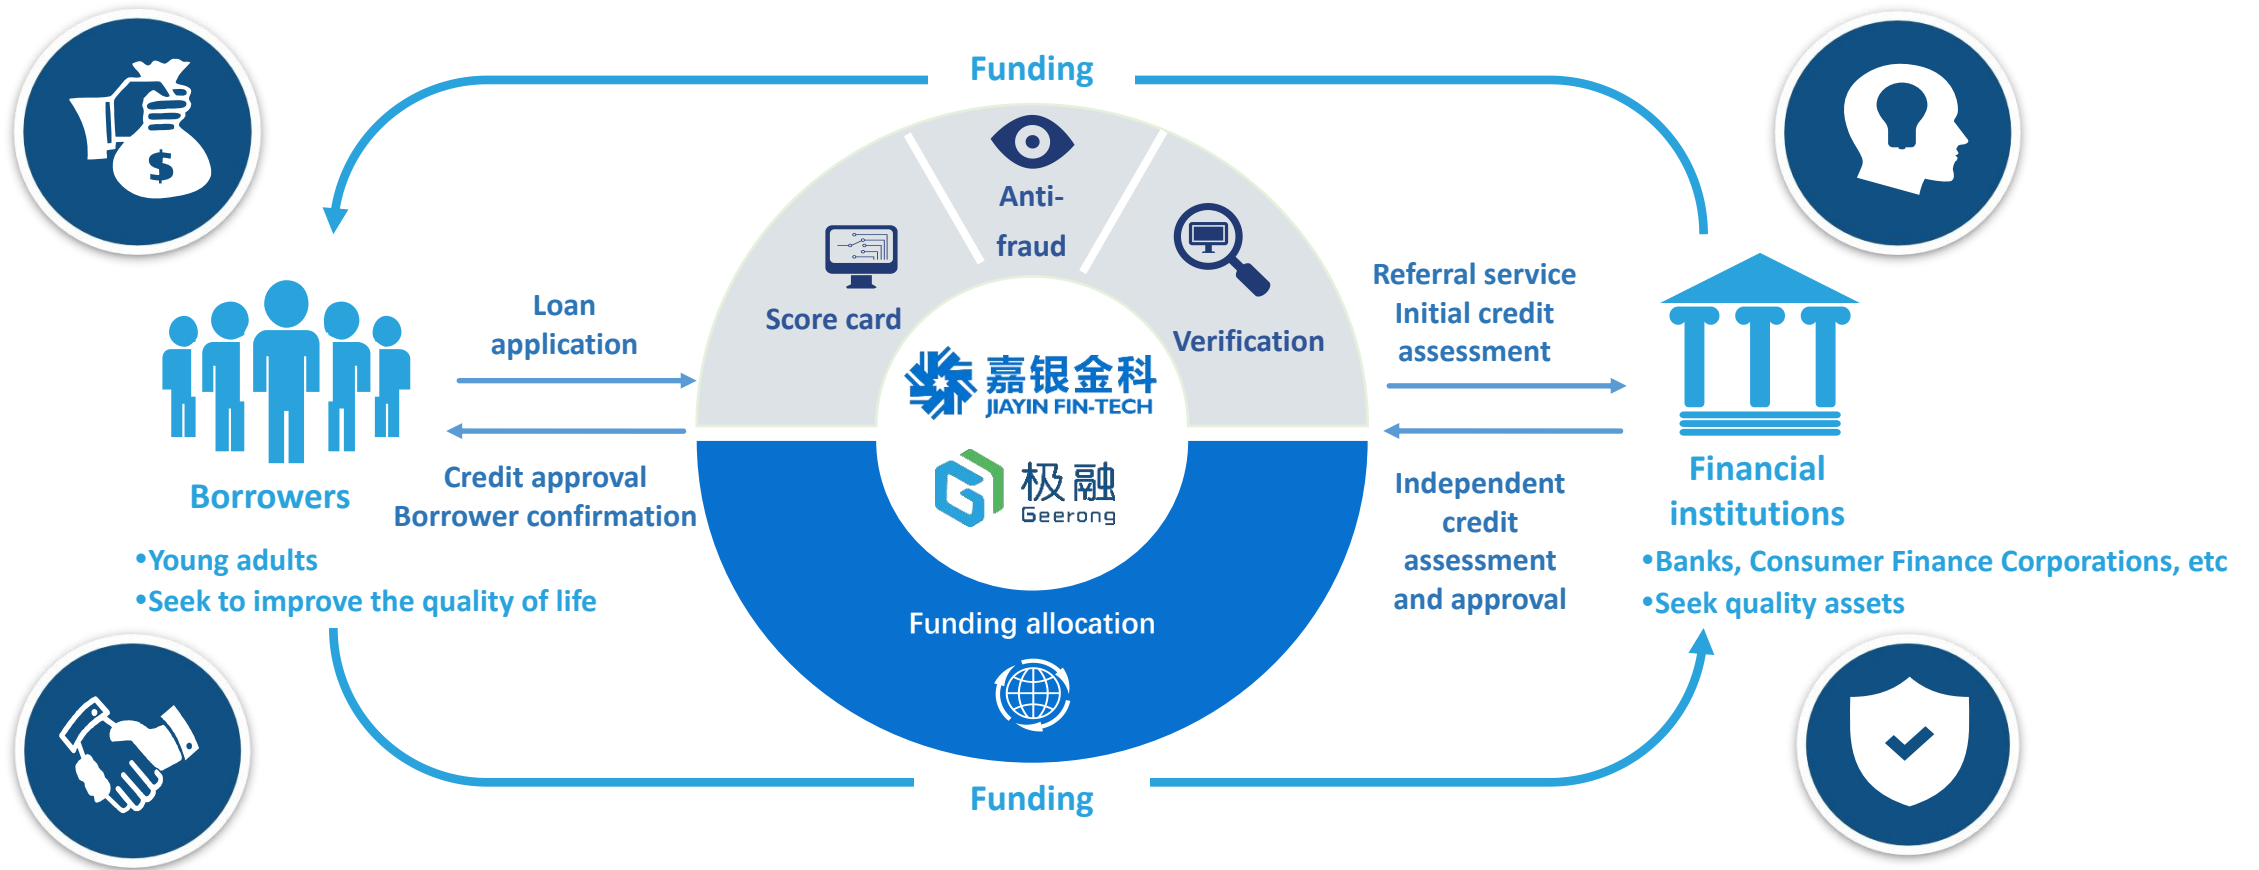 Funding
$
Anti-
fraud
Score card
Verification
Loan
application
Credit approval
Borrower confirmation
Borrowers
•Young adults
•Seek to improve the quality of life
嘉银金科
JIAYIN FIN-TECH
极融
Geerong
Funding allocation
Referral service
Initial credit
assessment
Independent
credit
assessment
and approval
Financial
institutions
•Banks, Consumer Finance Corporations, etc
•Seek quality assets
Funding